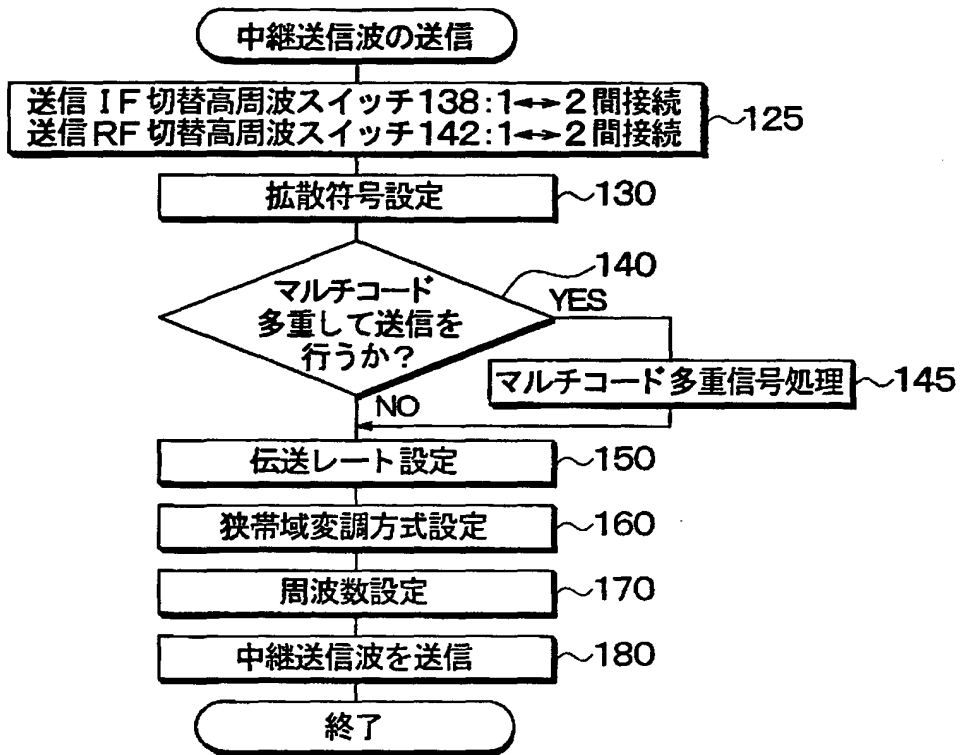 中継送信波の送信
送信IF切替高周波スイッチ138:1↔2間接続
送信RF切替高周波スイッチ142:1↔2間接続
125
拡散符号設定
130
140
マルチコード
多重して送信を
行うか?
YES
マルチコード多重信号処理
145
NO
伝送レート設定
150
狭帯域変調方式設定
160
周波数設定
170
中継送信波を送信
180
終了